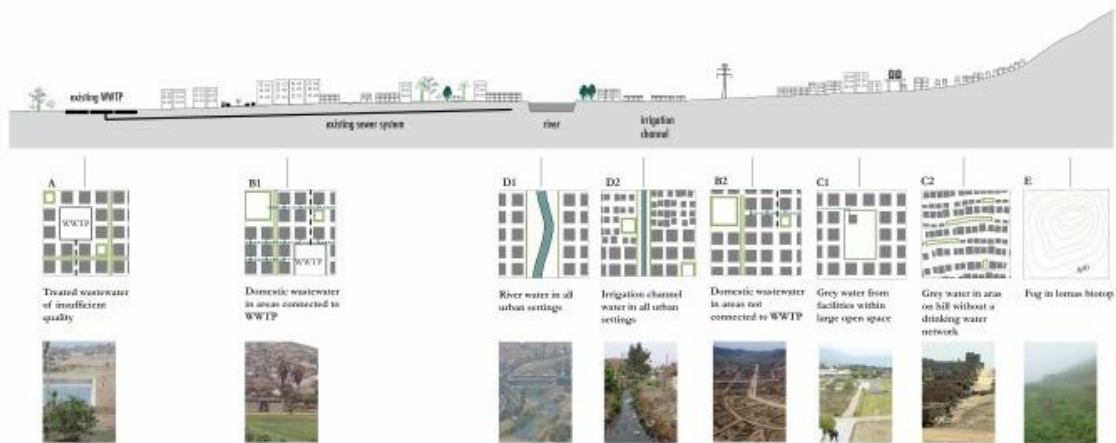 existing WWTP
existing sewer system
river
irrigation
channel
A
B1
D1
D2
B2
C1
C2
E
WWTP
WWTP
400
Treated wastewater
of insufficient
quality
Domestic wastewater
in areas connected to
WWTP
River water in all
urban settings
Irrigation channel
water in all urban
settings
Domestic wastewater
in areas not
connected to WWTP
Grey water from
facilities within
large open space
Grey water in aras
on hill without a
drinking water
network
Fog in lomas biotop